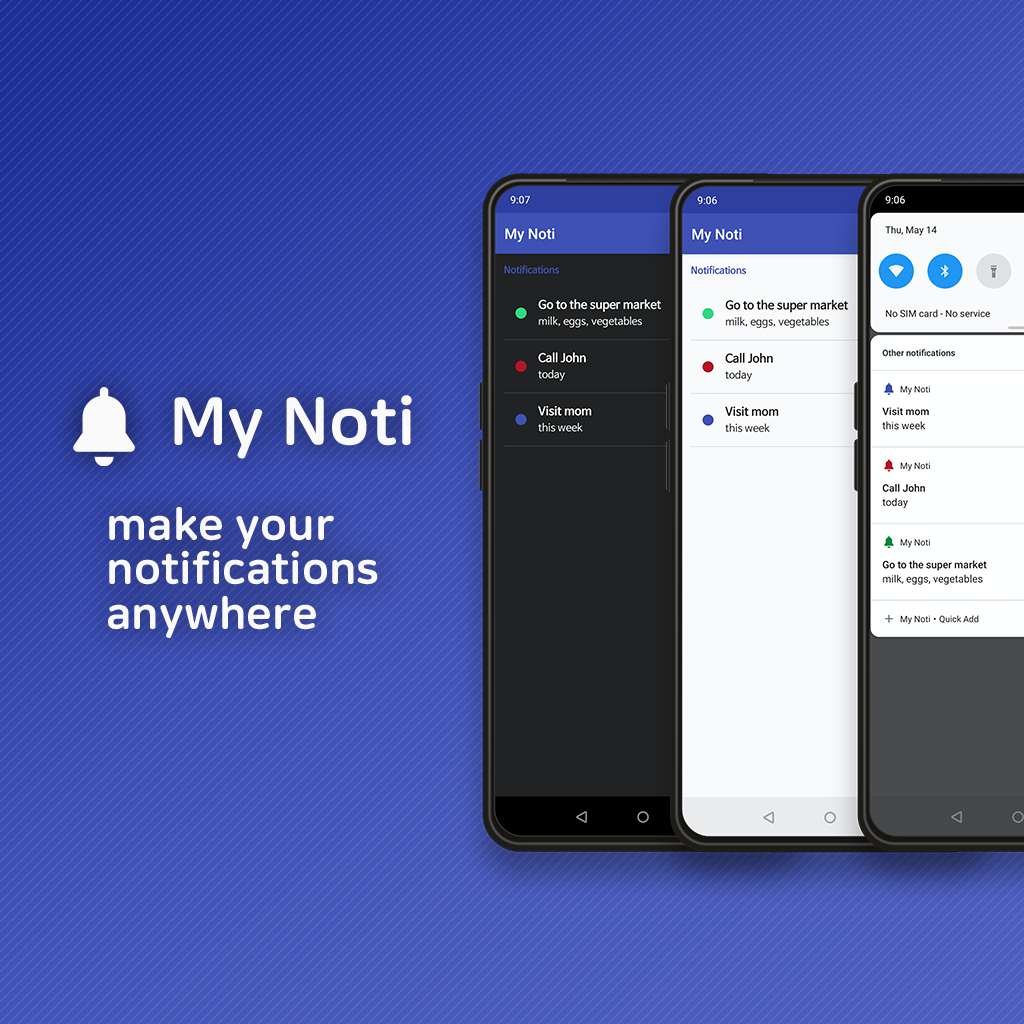 My Noti
make your
notifications
anywhere
9:07
My Noti
Notifications
Go to the super market
milk, eggs, vegetables
Call John
today
Visit mom
this week
9:06
My Noti
Notifications
Go to the super market
milk, eggs, vegetables
Call John
today
Visit mom
this week
9:06
Thu, May 14
No SIM card - No service
Other notifications
My Noti
Visit mom
this week
My Noti
Call John
today
My Noti
Go to the super market
milk, eggs, vegetables
My Noti • Quick Add